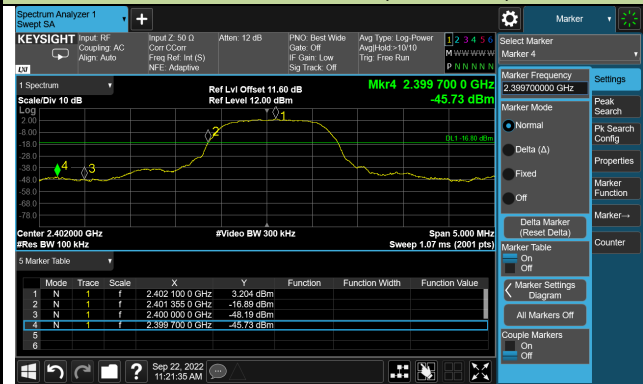 Spectrum Analyzer 1
Swept SA
+
Marker
KEYSIGHT
Input: RF
Coupling: AC
Align: Auto
Input Z: 50 Ω
Corr CCorr
Freq Ref: Int (S)
NFE: Adaptive
Atten: 12 dB
PNO: Best Wide
Gate: Off
IF Gain: Low
Sig Track: Off
Avg Type: Log-Power
Avg|Hold:>10/10
Trig: Free Run
1 2 3 4 5 6
M W W W W W
P N N N N N
LXI
Select Marker
Marker 4
1 Spectrum
Scale/Div 10 dB
Log
Ref Lvl Offset 11.60 dB
Ref Level 12.00 dBm
Mkr4 2.399 700 0 GHz
-45.73 dBm
2.00
-8.00
-18.0
-28.0
-38.0
-48.0
-58.0
-68.0
-78.0
1
2
3
4
DL1 -16.80 dBm
Center 2.402000 GHz
#Res BW 100 kHz
#Video BW 300 kHz
Span 5.000 MHz
Sweep 1.07 ms (2001 pts)
5 Marker Table
Mode Trace Scale X Y Function Function Width Function Value
1 N 1 f 2.402 100 0 GHz 3.204 dBm
2 N 1 f 2.401 355 0 GHz -16.89 dBm
3 N 1 f 2.400 000 0 GHz -48.19 dBm
4 N 1 f 2.399 700 0 GHz -45.73 dBm
5
6
Marker Frequency
2.399700000 GHz
Marker Mode
Normal
Delta (Δ)
Fixed
Off
Delta Marker
(Reset Delta)
Marker Table
On
Off
Marker Settings
Diagram
All Markers Off
Couple Markers
On
Off
Settings
Peak
Search
Pk Search
Config
Properties
Marker
Function
Marker→
Counter
?
Sep 22, 2022
11:21:35 AM